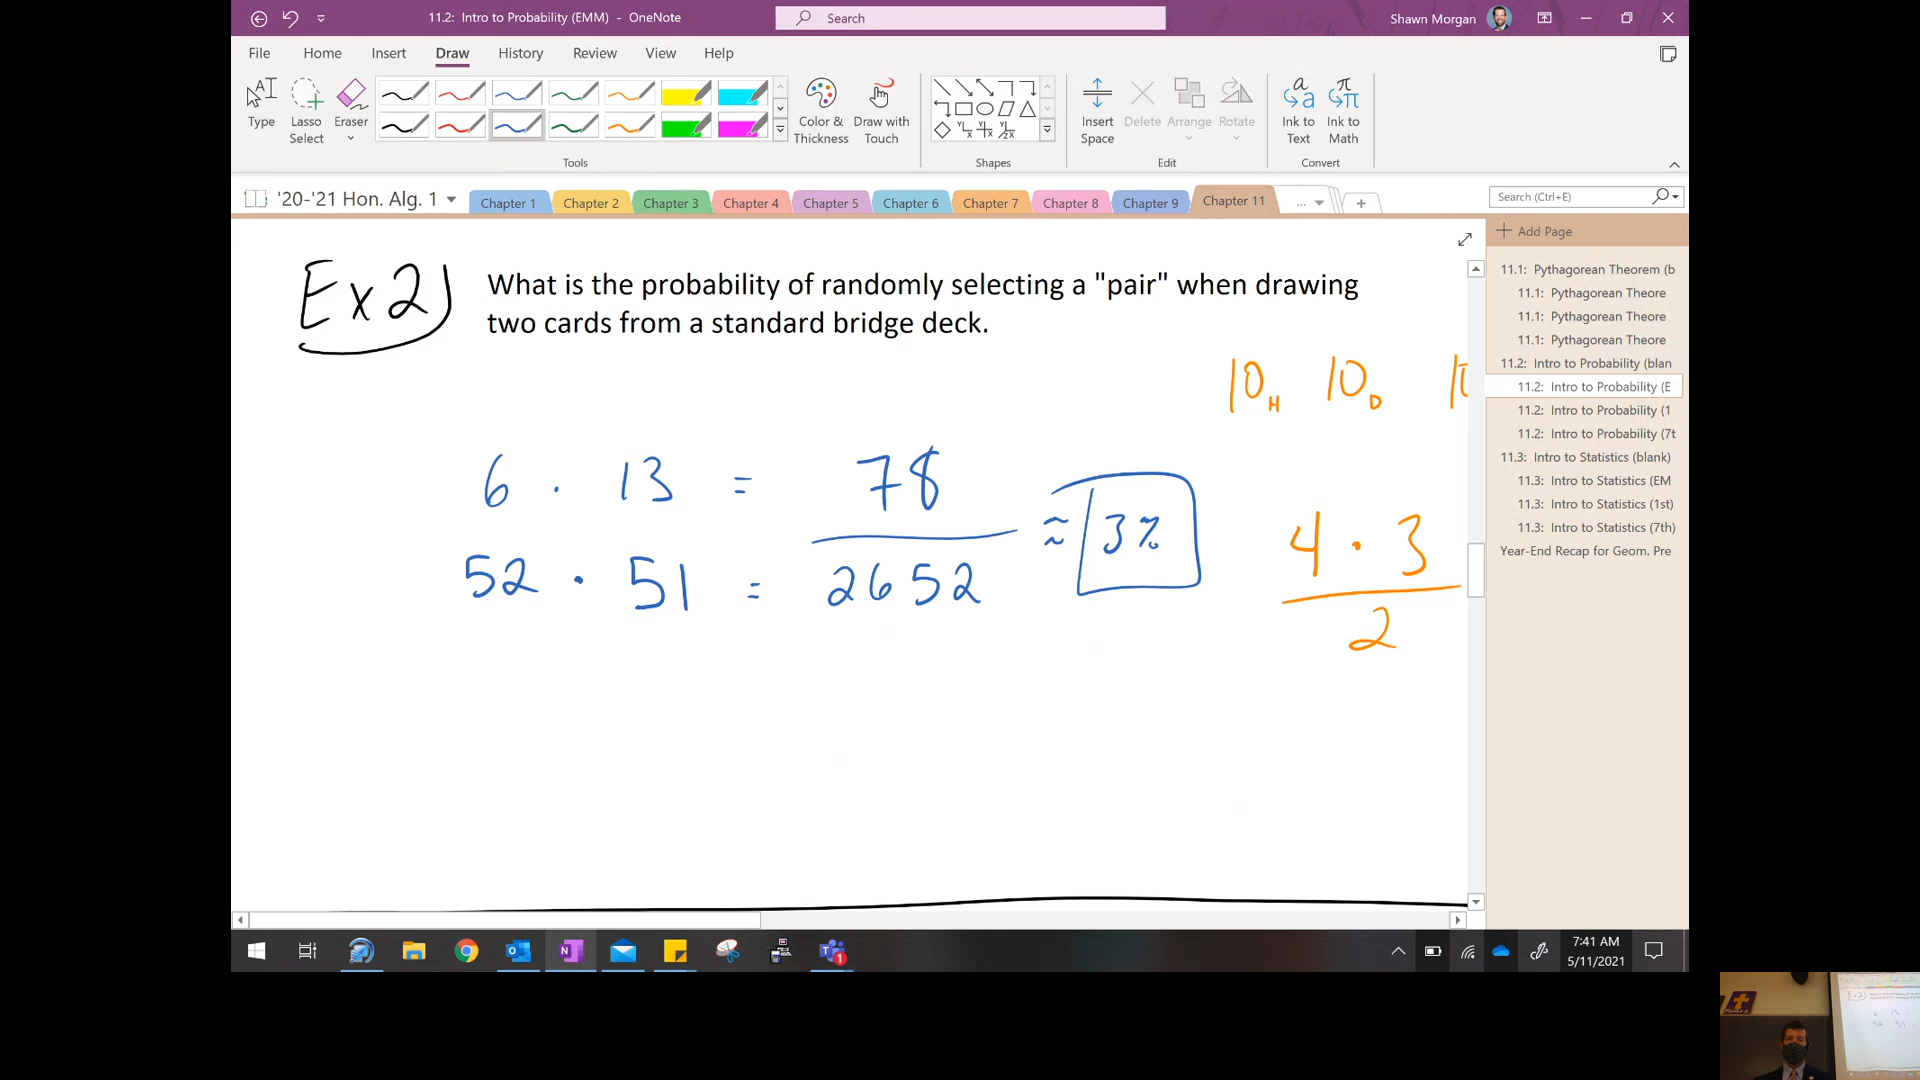 11.2: Intro to Probability (EMM) - OneNote
Search
Shawn Morgan
File Home Insert Draw History Review View Help
Type
Lasso Select
Eraser
Color & Thickness
Draw with Touch
Insert Space
Delete
Arrange
Rotate
Ink to Text
Ink to Math
Tools
Shapes
Edit
Convert
'20-'21 Hon. Alg. 1
Chapter 1 Chapter 2 Chapter 3 Chapter 4 Chapter 5 Chapter 6 Chapter 7 Chapter 8 Chapter 9 Chapter 11 ...
Search (Ctrl+E)
Add Page
11.1: Pythagorean Theorem (b
11.1: Pythagorean Theore
11.1: Pythagorean Theore
11.1: Pythagorean Theore
11.2: Intro to Probability (blan
11.2: Intro to Probability (E
11.2: Intro to Probability (1
11.2: Intro to Probability (7t
11.3: Intro to Statistics (blank)
11.3: Intro to Statistics (EM
11.3: Intro to Statistics (1st)
11.3: Intro to Statistics (7th)
Year-End Recap for Geom. Pre
Ex 2)
What is the probability of randomly selecting a "pair" when drawing
two cards from a standard bridge deck.
10H 10D 10
6 · 13 = 78
52 · 51 = 2652
≈ 3%
4 · 3
2
7:41 AM
5/11/2021